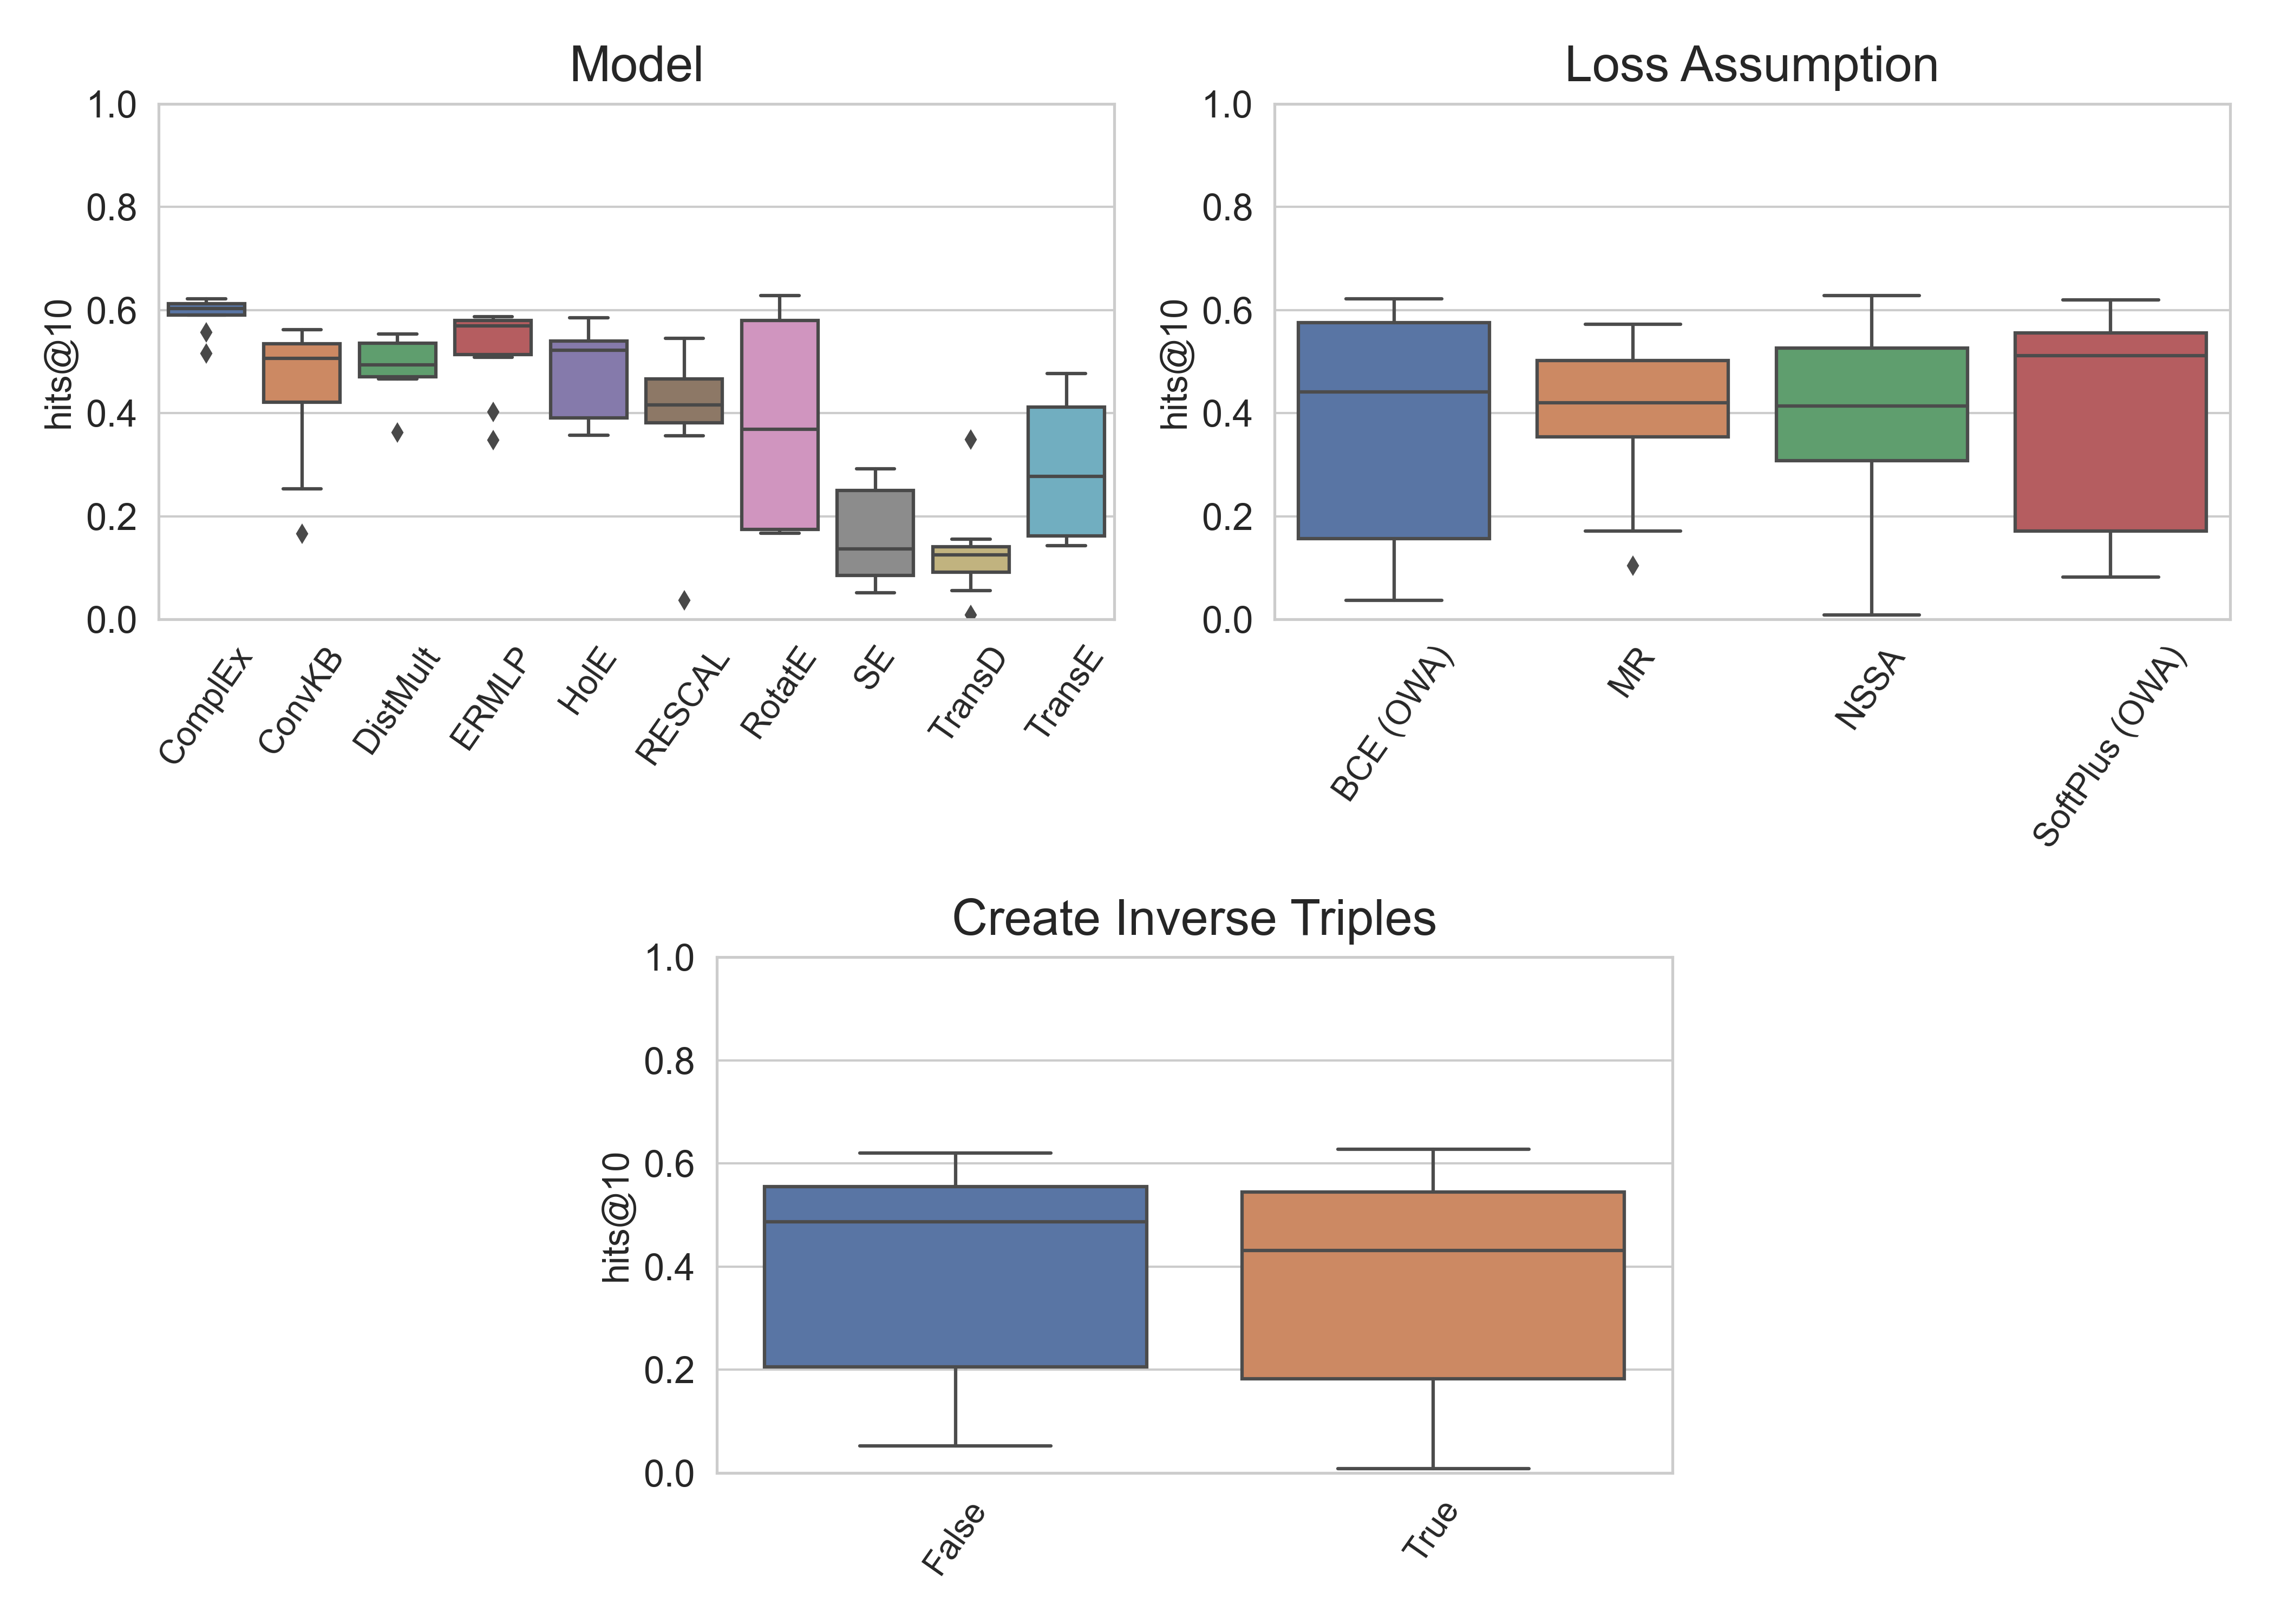 Model
1.0
0.8
0.6
0.4
0.2
0.0
hits@10
ComplEx
ConvKB
DistMult
ERMLP
HolE
RESCAL
RotatE
SE
TransD
TransE
Loss Assumption
1.0
0.8
0.6
0.4
0.2
0.0
hits@10
BCE (OWA)
MR
NSSA
SoftPlus (OWA)
Create Inverse Triples
1.0
0.8
0.6
0.4
0.2
0.0
hits@10
False
True